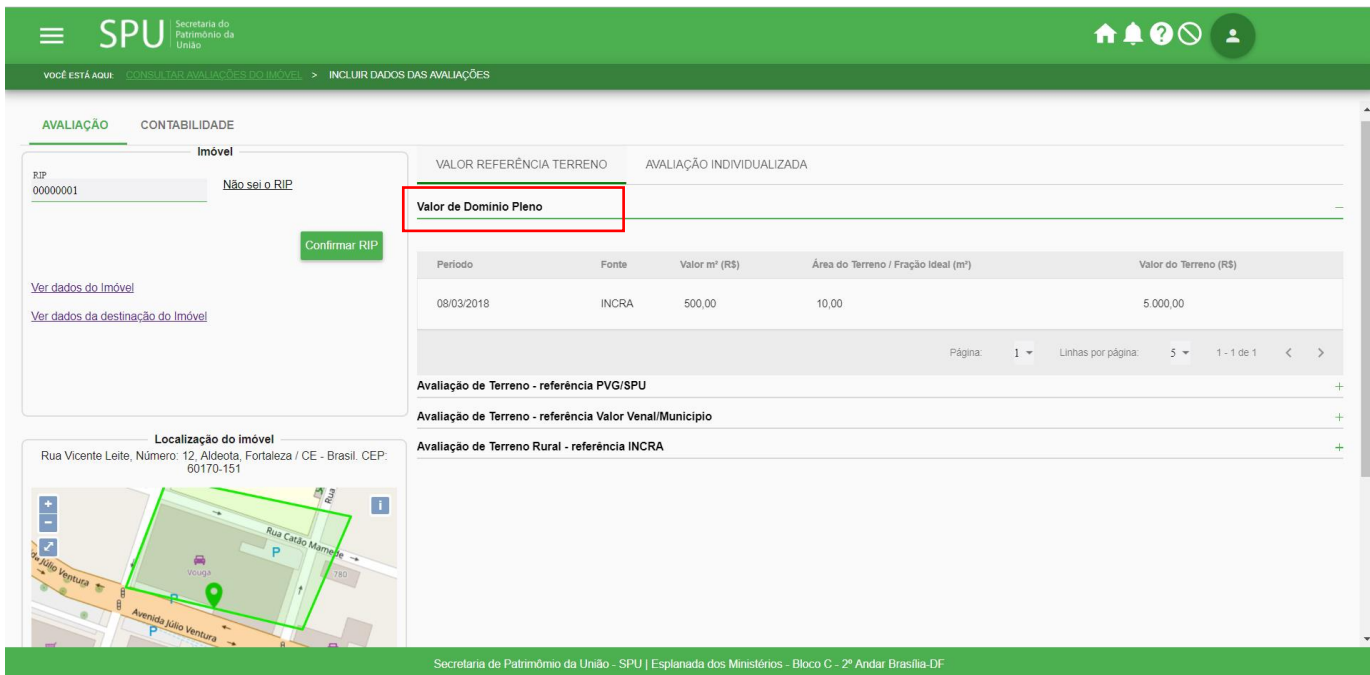 SPU
Secretaria do
Patrimônio da
União
VOCÊ ESTÁ AQUI: CONSULTAR AVALIAÇÕES DO IMÓVEL > INCLUIR DADOS DAS AVALIAÇÕES
AVALIAÇÃO CONTABILIDADE
Imóvel
RIP
00000001
Não sei o RIP
Confirmar RIP
Ver dados do Imóvel
Ver dados da destinação do Imóvel
VALOR REFERÊNCIA TERRENO AVALIAÇÃO INDIVIDUALIZADA
Valor de Dominio Pleno
Período Fonte Valor m² (R$) Área do Terreno / Fração Ideal (m²) Valor do Terreno (R$)
08/03/2018 INCRA 500,00 10,00 5.000,00
Página: 1 Linhas por página: 5 1 - 1 de 1 < >
Avaliação de Terreno - referência PVG/SPU +
Avaliação de Terreno - referência Valor Venal/Município +
Avaliação de Terreno Rural - referência INCRA +
Localização do imóvel
Rua Vicente Leite, Número: 12, Aldeota, Fortaleza / CE - Brasil. CEP:
60170-151
+
−
i
Rua
Rua
Rua Catão Mamede
P
Vouga
780
da Júlio Ventura
P
Avenida Júlio Ventura
P
Secretaria de Patrimômio da União - SPU | Esplanada dos Ministérios - Bloco C - 2º Andar Brasília-DF